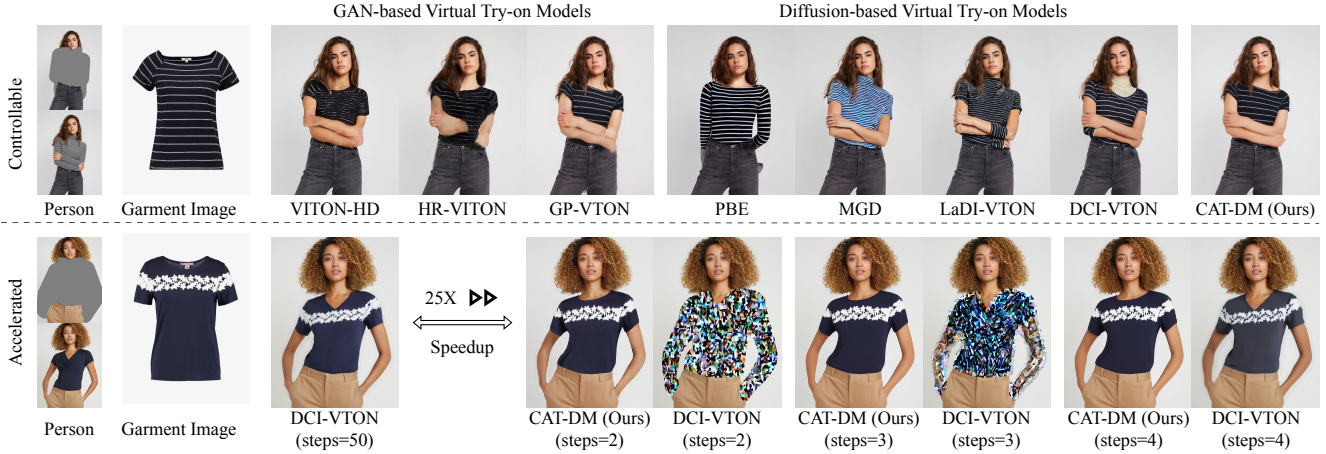 GAN-based Virtual Try-on Models
Diffusion-based Virtual Try-on Models
Controllable
Person
Garment Image
VITON-HD
HR-VITON
GP-VTON
PBE
MGD
LaDI-VTON
DCI-VTON
CAT-DM (Ours)
Accelerated
25X
Speedup
Person
Garment Image
DCI-VTON
(steps=50)
CAT-DM (Ours)
(steps=2)
DCI-VTON
(steps=2)
CAT-DM (Ours)
(steps=3)
DCI-VTON
(steps=3)
CAT-DM (Ours)
(steps=4)
DCI-VTON
(steps=4)